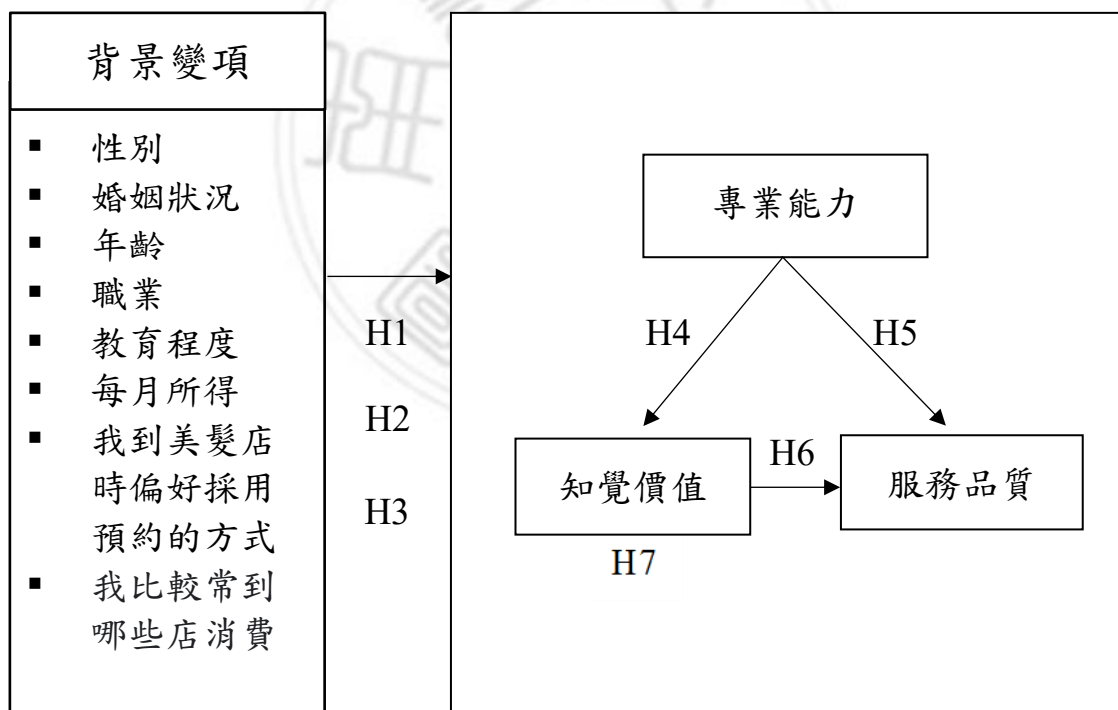 背景變項
▪ 性別
▪ 婚姻狀況
▪ 年齡
▪ 職業
▪ 教育程度
▪ 每月所得
▪ 我到美髮店
時偏好採用
預約的方式
▪ 我比較常到
哪些店消費
H1
H2
H3
專業能力
H4
H5
知覺價值
H6
服務品質
H7